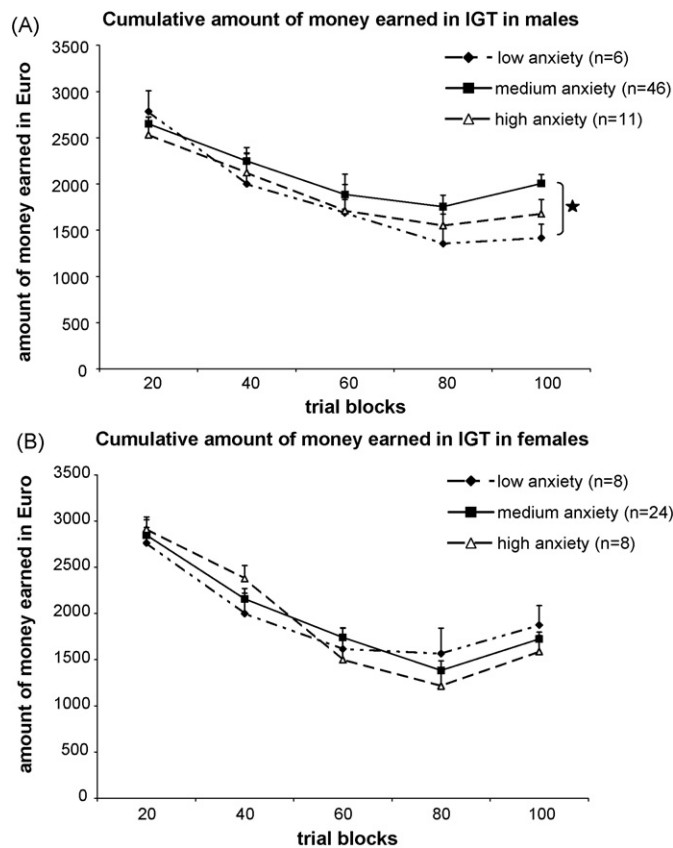 (A)
Cumulative amount of money earned in IGT in males
amount of money earned in Euro
3500
3000
2500
2000
1500
1000
500
0
low anxiety (n=6)
medium anxiety (n=46)
high anxiety (n=11)
20 40 60 80 100
trial blocks
(B)
Cumulative amount of money earned in IGT in females
amount of money earned in Euro
3500
3000
2500
2000
1500
1000
500
0
low anxiety (n=8)
medium anxiety (n=24)
high anxiety (n=8)
20 40 60 80 100
trial blocks